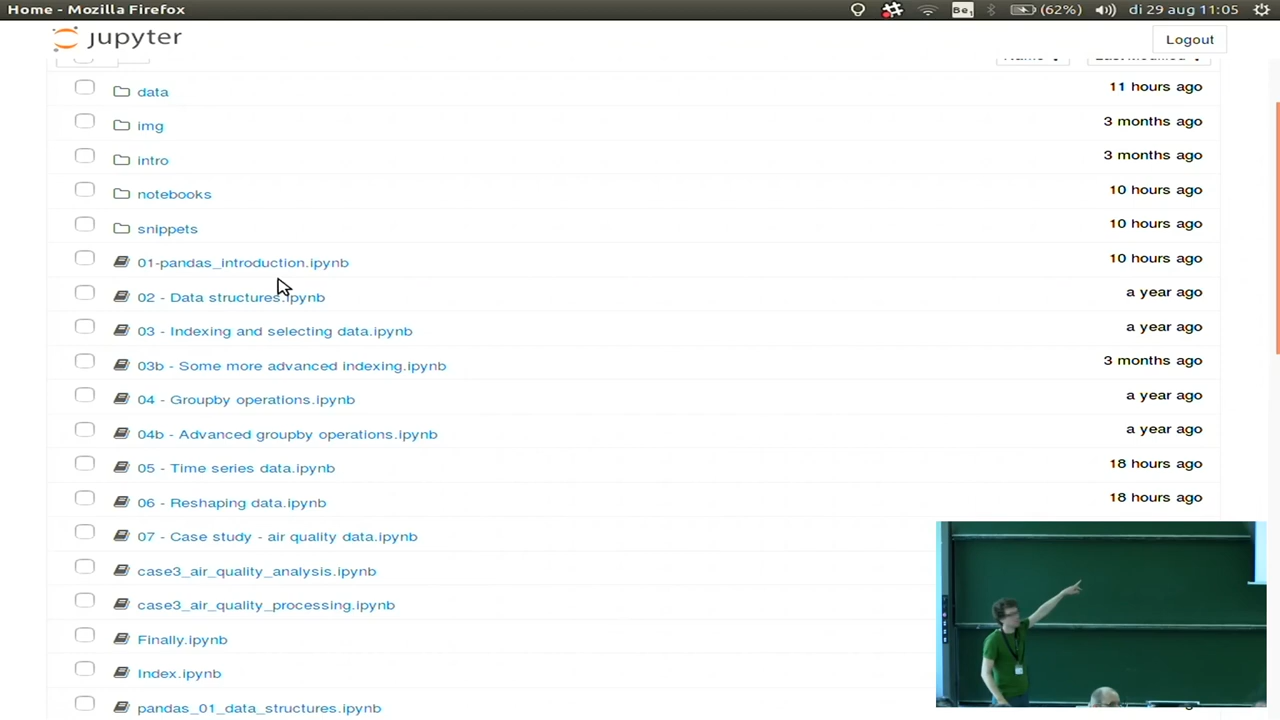 Home - Mozilla Firefox
Be₁ (62%) di 29 aug 11:05
jupyter
Logout
Name Last Modified
data 11 hours ago
img 3 months ago
intro 3 months ago
notebooks 10 hours ago
snippets 10 hours ago
01-pandas_introduction.ipynb 10 hours ago
02 - Data structures.ipynb a year ago
03 - Indexing and selecting data.ipynb a year ago
03b - Some more advanced indexing.ipynb 3 months ago
04 - Groupby operations.ipynb a year ago
04b - Advanced groupby operations.ipynb a year ago
05 - Time series data.ipynb 18 hours ago
06 - Reshaping data.ipynb 18 hours ago
07 - Case study - air quality data.ipynb
case3_air_quality_analysis.ipynb
case3_air_quality_processing.ipynb
Finally.ipynb
Index.ipynb
pandas_01_data_structures.ipynb